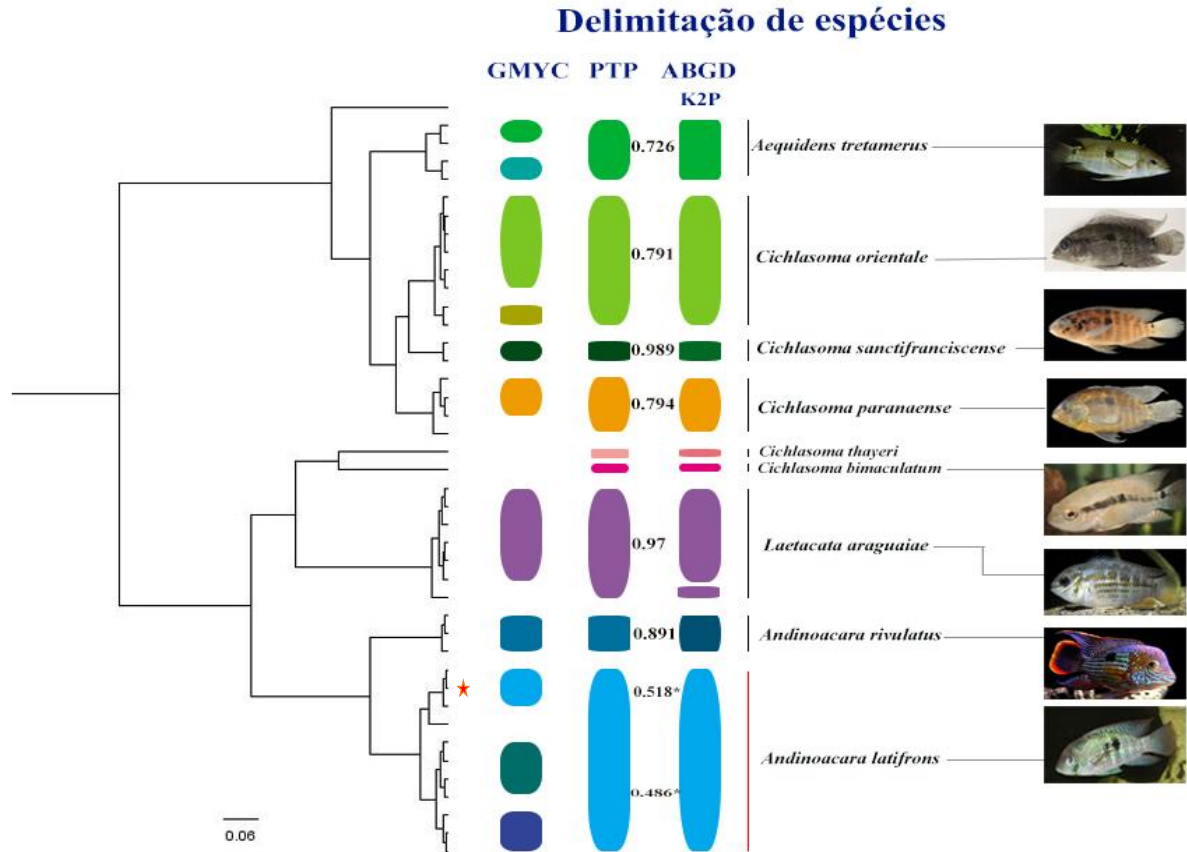 Delimitação de espécies
GMYC PTP ABGD
K2P
0.726 Aequidens tretamerus
0.791 Cichlasoma orientale
0.989 Cichlasoma sanctifranciscense
0.794 Cichlasoma paranaense
Cichlasoma thayeri
Cichlasoma bimaculatum
0.97 Laetacata araguaiae
0.891 Andinoacara rivulatus
0.518*
Andinoacara latifrons
0.486*
0.06